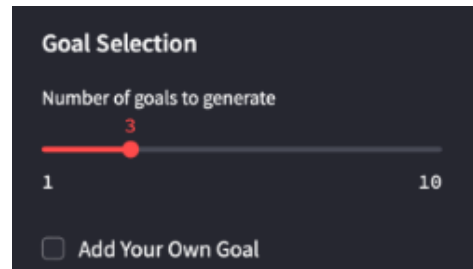 Goal Selection
Number of goals to generate
3
1 10
Add Your Own Goal